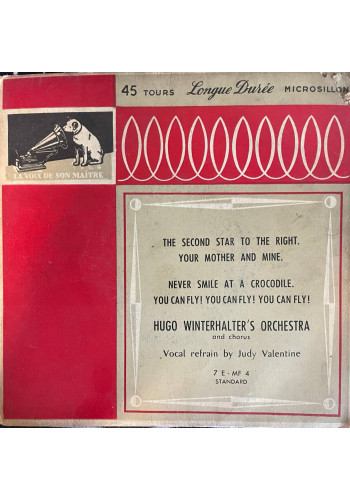 45 TOURS Longue Durée MICROSILLON
LA VOIX DE SON MAÎTRE
THE SECOND STAR TO THE RIGHT.
YOUR MOTHER AND MINE.
NEVER SMILE AT A CROCODILE.
YOU CAN FLY! YOU CAN FLY! YOU CAN FLY!
HUGO WINTERHALTER'S ORCHESTRA
and chorus
Vocal refrain by Judy Valentine
7 E - MF 4
STANDARD